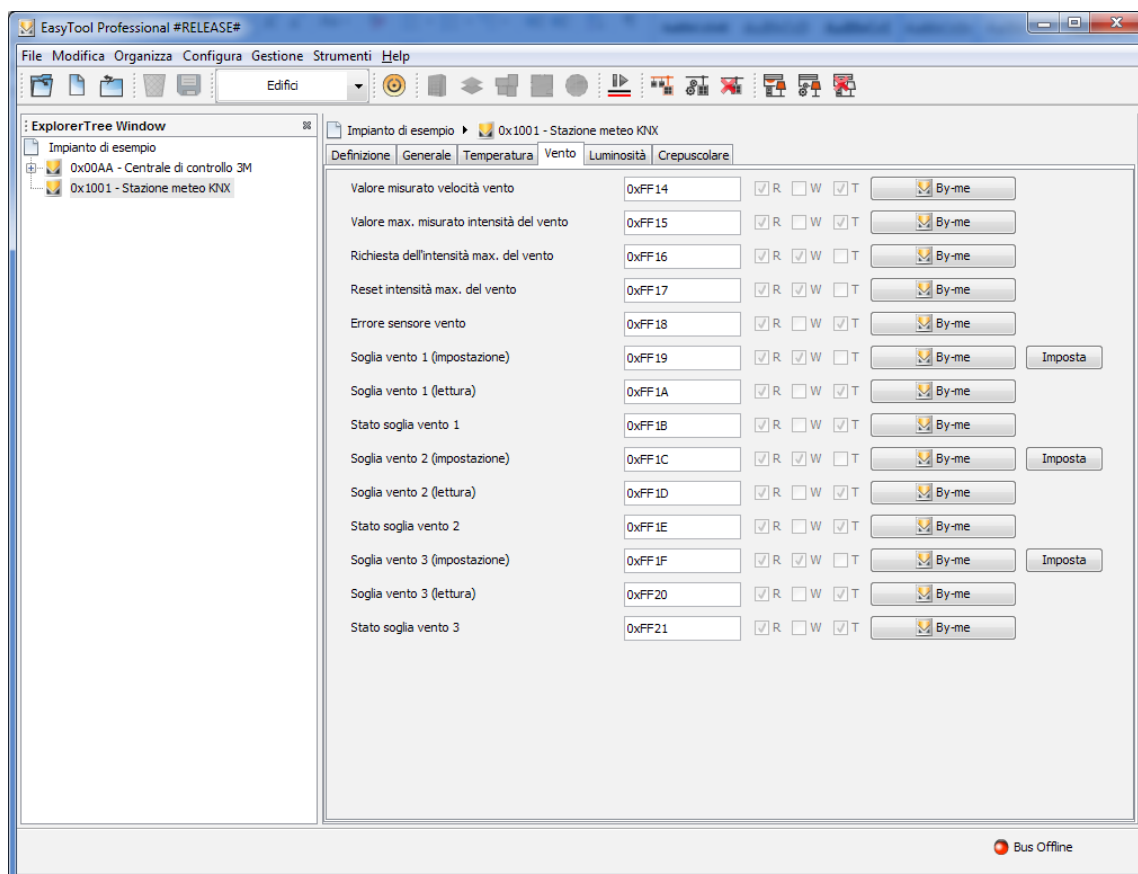 EasyTool Professional #RELEASE#
File Modifica Organizza Configura Gestione Strumenti Help
Edifici
ExplorerTree Window
Impianto di esempio
0x00AA - Centrale di controllo 3M
0x1001 - Stazione meteo KNX
Impianto di esempio 0x1001 - Stazione meteo KNX
Definizione Generale Temperatura Vento Luminosità Crepuscolare
Valore misurato velocità vento 0xFF14 R W T By-me
Valore max. misurato intensità del vento 0xFF15 R W T By-me
Richiesta dell'intensità max. del vento 0xFF16 R W T By-me
Reset intensità max. del vento 0xFF17 R W T By-me
Errore sensore vento 0xFF18 R W T By-me
Soglia vento 1 (impostazione) 0xFF19 R W T By-me Imposta
Soglia vento 1 (lettura) 0xFF1A R W T By-me
Stato soglia vento 1 0xFF1B R W T By-me
Soglia vento 2 (impostazione) 0xFF1C R W T By-me Imposta
Soglia vento 2 (lettura) 0xFF1D R W T By-me
Stato soglia vento 2 0xFF1E R W T By-me
Soglia vento 3 (impostazione) 0xFF1F R W T By-me Imposta
Soglia vento 3 (lettura) 0xFF20 R W T By-me
Stato soglia vento 3 0xFF21 R W T By-me
Bus Offline